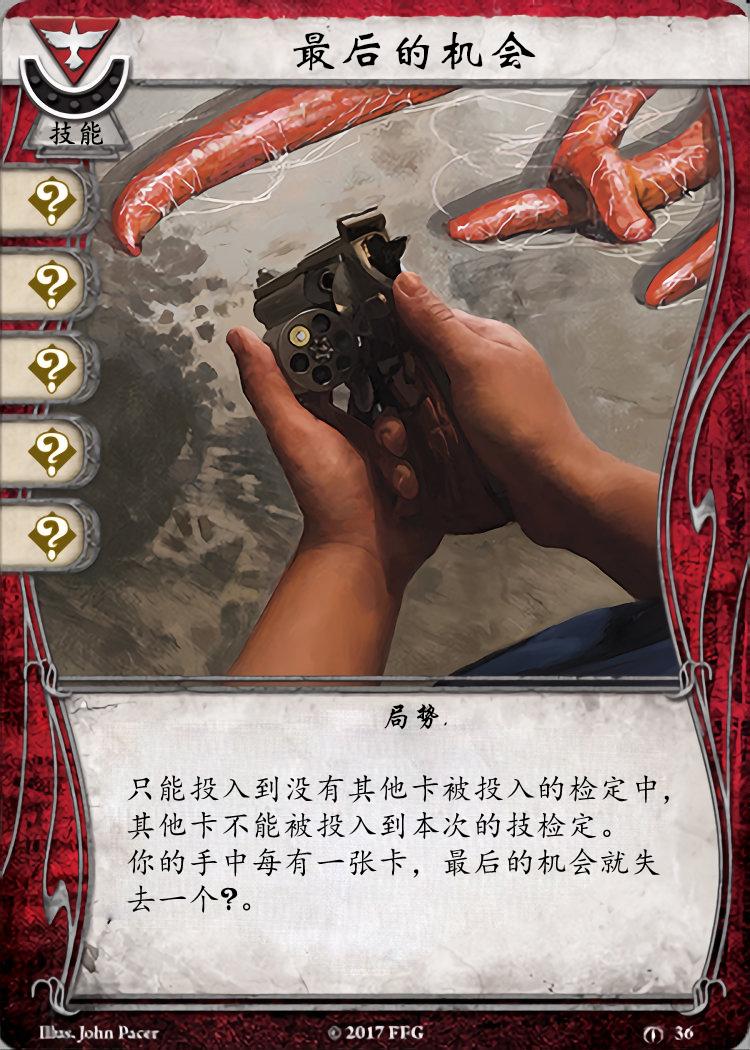 最后的机会
技能
?
?
?
?
?
局势.
只能投入到没有其他卡被投入的检定中，
其他卡不能被投入到本次的技检定。
你的手中每有一张卡，最后的机会就失
去一个?。
Illus. John Pacer
© 2017 FFG
36